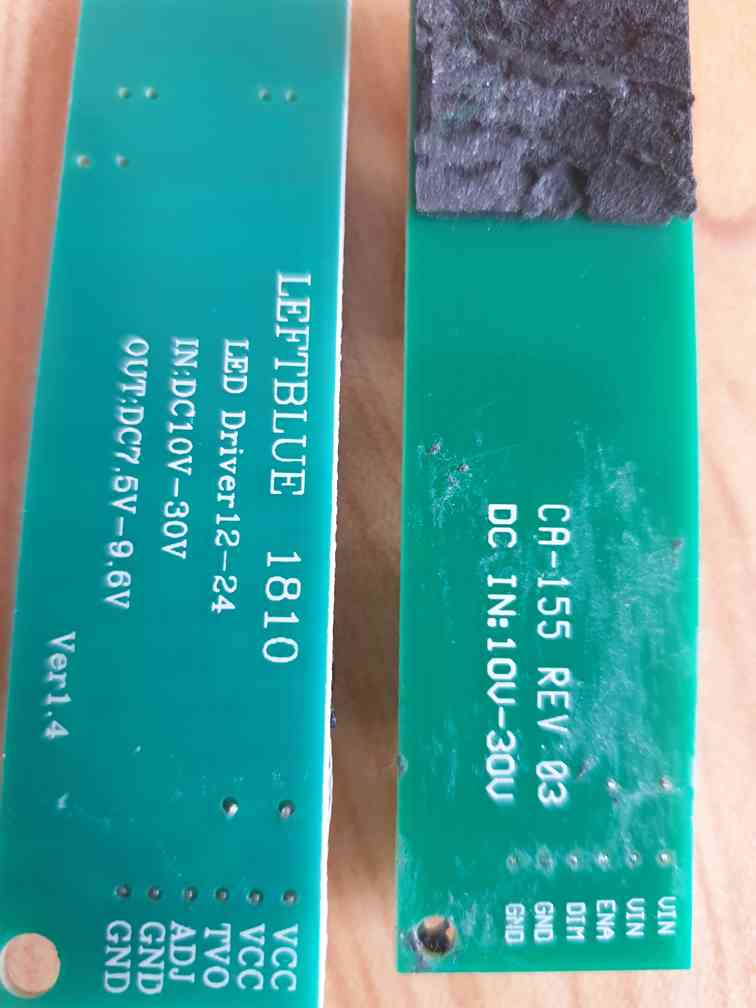 LEFTBLUE 1810
LED Driver12-24
IN:DC10V-30V
OUT:DC7.5V-9.6V
Ver1.4
VCC
VCC
TVO
ADJ
GND
GND
CA-155 REV 03
DC IN:10V-30V
VIN
VIN
ENA
DIM
GND
GND